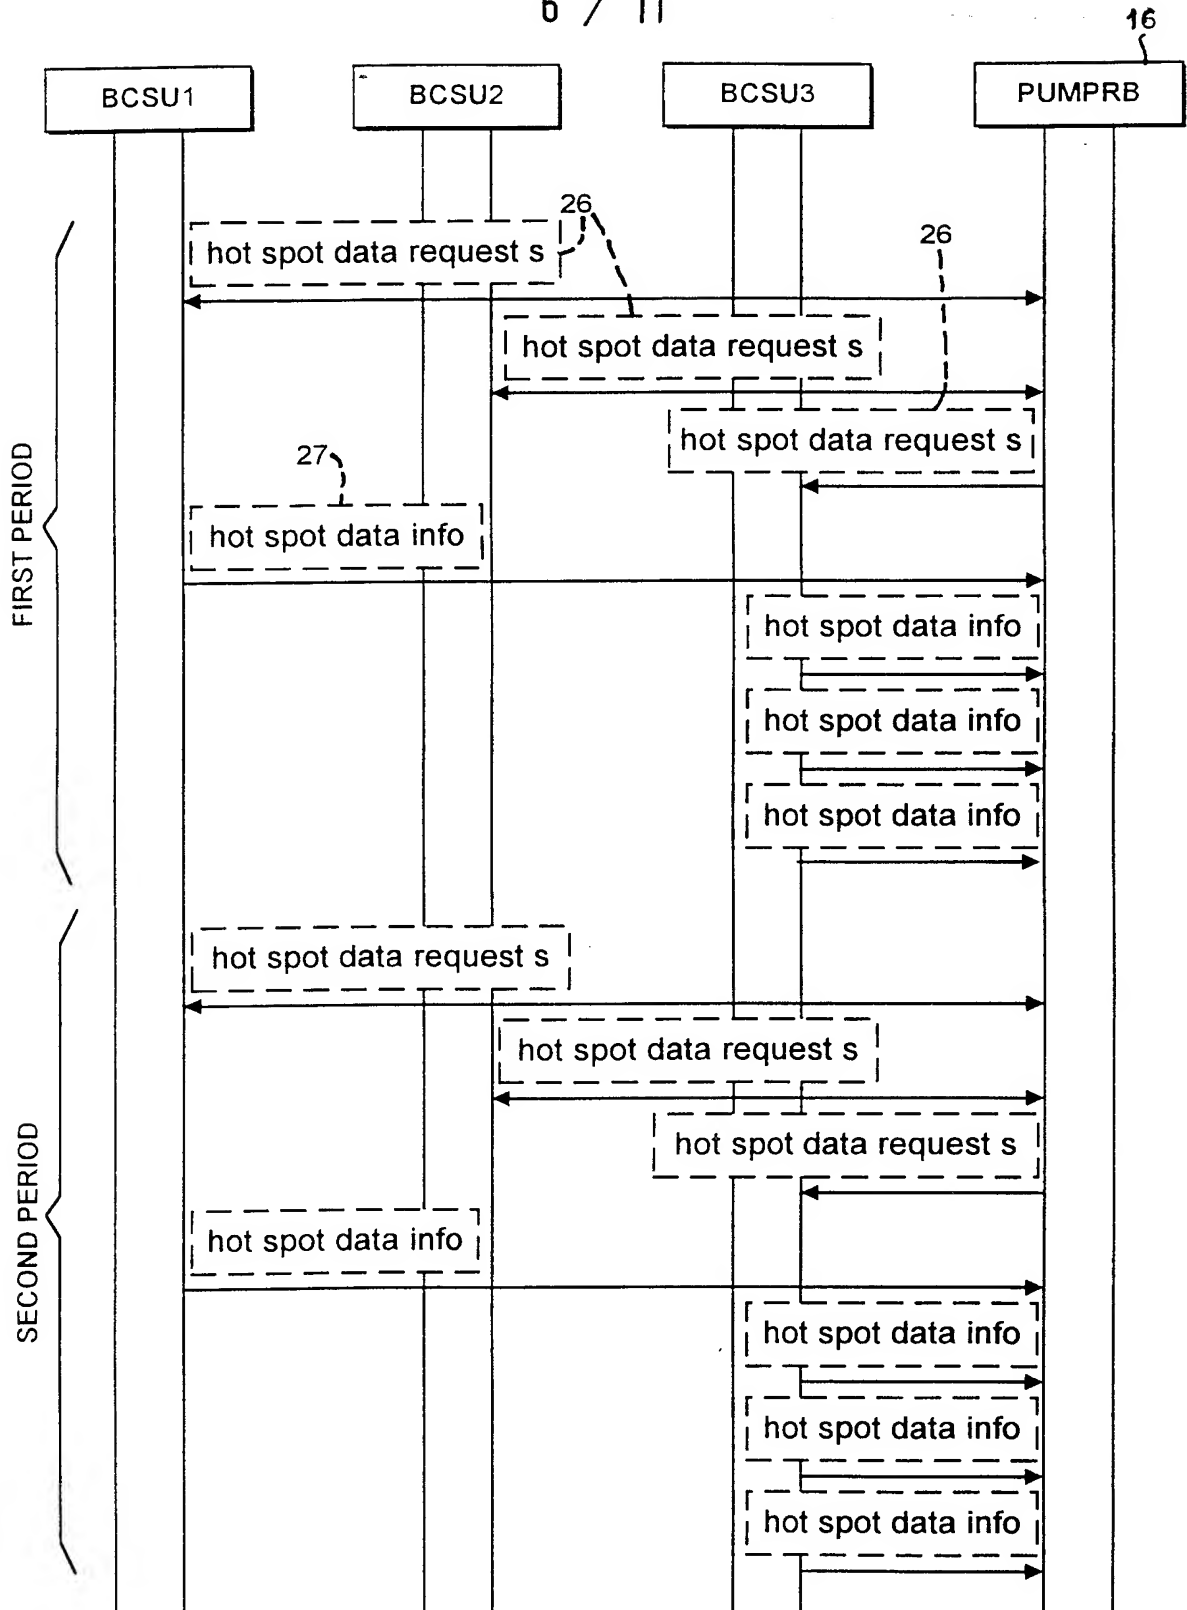 6 / 11
16
BCSU1
BCSU2
BCSU3
PUMPRB
26
hot spot data request s
26
hot spot data request s
hot spot data request s
27
hot spot data info
FIRST PERIOD
hot spot data info
hot spot data info
hot spot data info
hot spot data request s
hot spot data request s
hot spot data request s
SECOND PERIOD
hot spot data info
hot spot data info
hot spot data info
hot spot data info